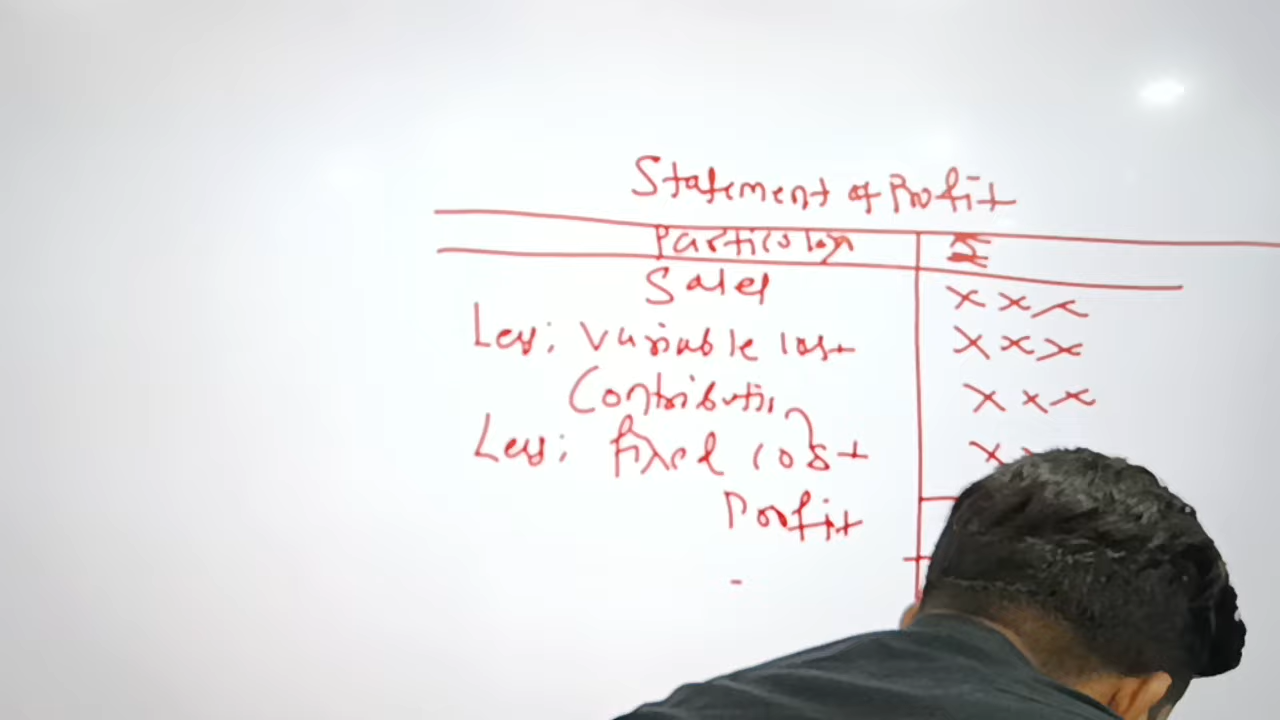 Statement of Profit
Particulars ₹
Sales xxx
Less: Variable Cost xxx
Contribution xxx
Less: fixed cost x
Profit